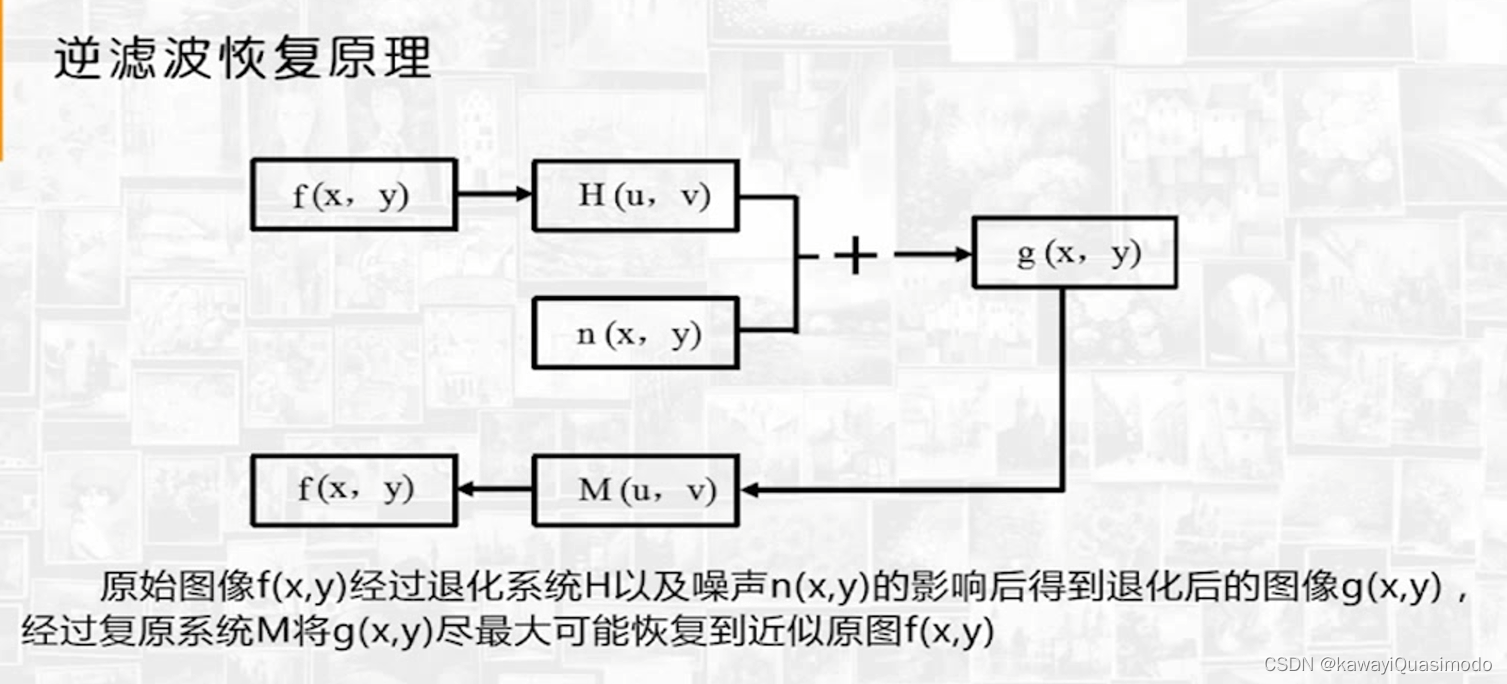 逆滤波恢复原理
f(x, y)
H(u, v)
g(x, y)
n(x, y)
f(x, y)
M(u, v)
原始图像f(x,y)经过退化系统H以及噪声n(x,y)的影响后得到退化后的图像g(x,y)，
经过复原系统M将g(x,y)尽最大可能恢复到近似原图f(x,y)
CSDN @kawayiQuasimodo